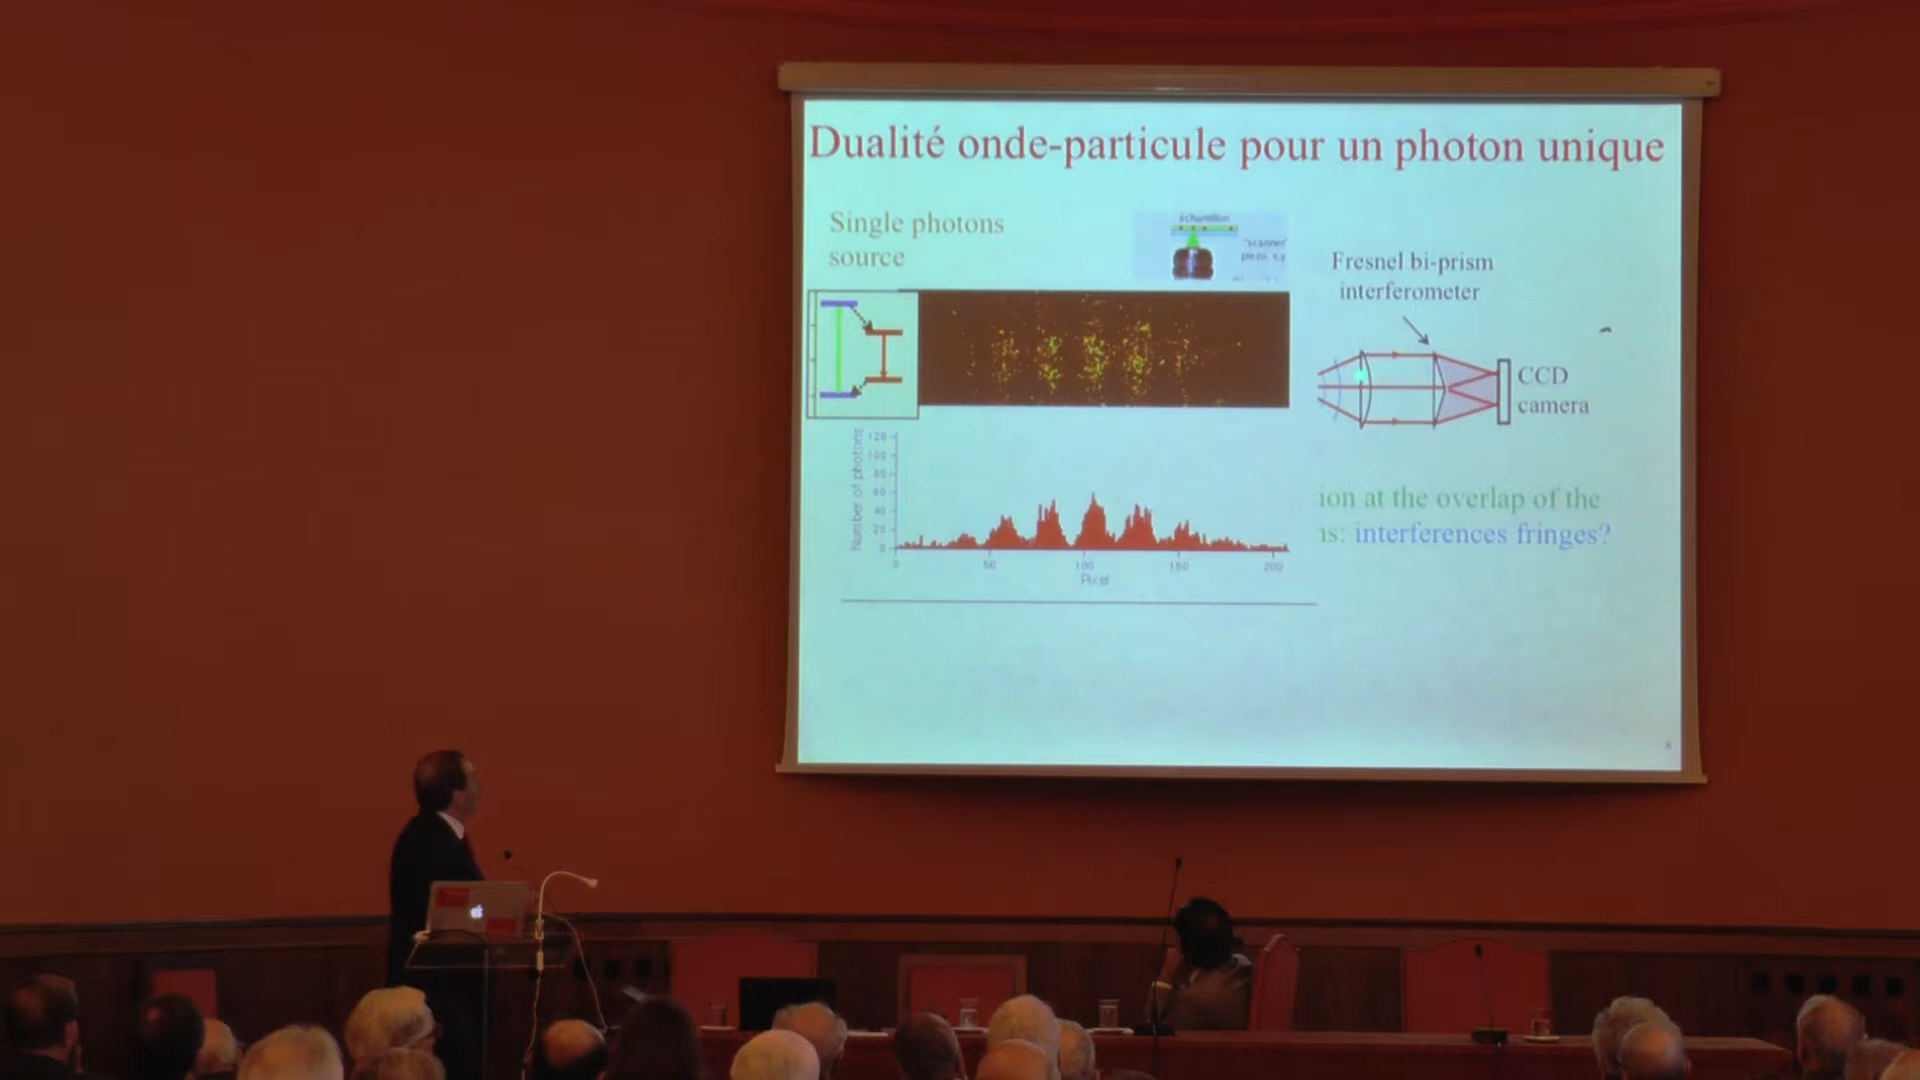 Dualité onde-particule pour un photon unique
Single photons
source
échantillon
"scanner"
piezo. x,y
Fresnel bi-prism
interferometer
CCD
camera
Number of photons
120
100
80
60
40
20
0
0 50 100 150 200
Pixel
ion at the overlap of the
ns: interferences fringes?
8